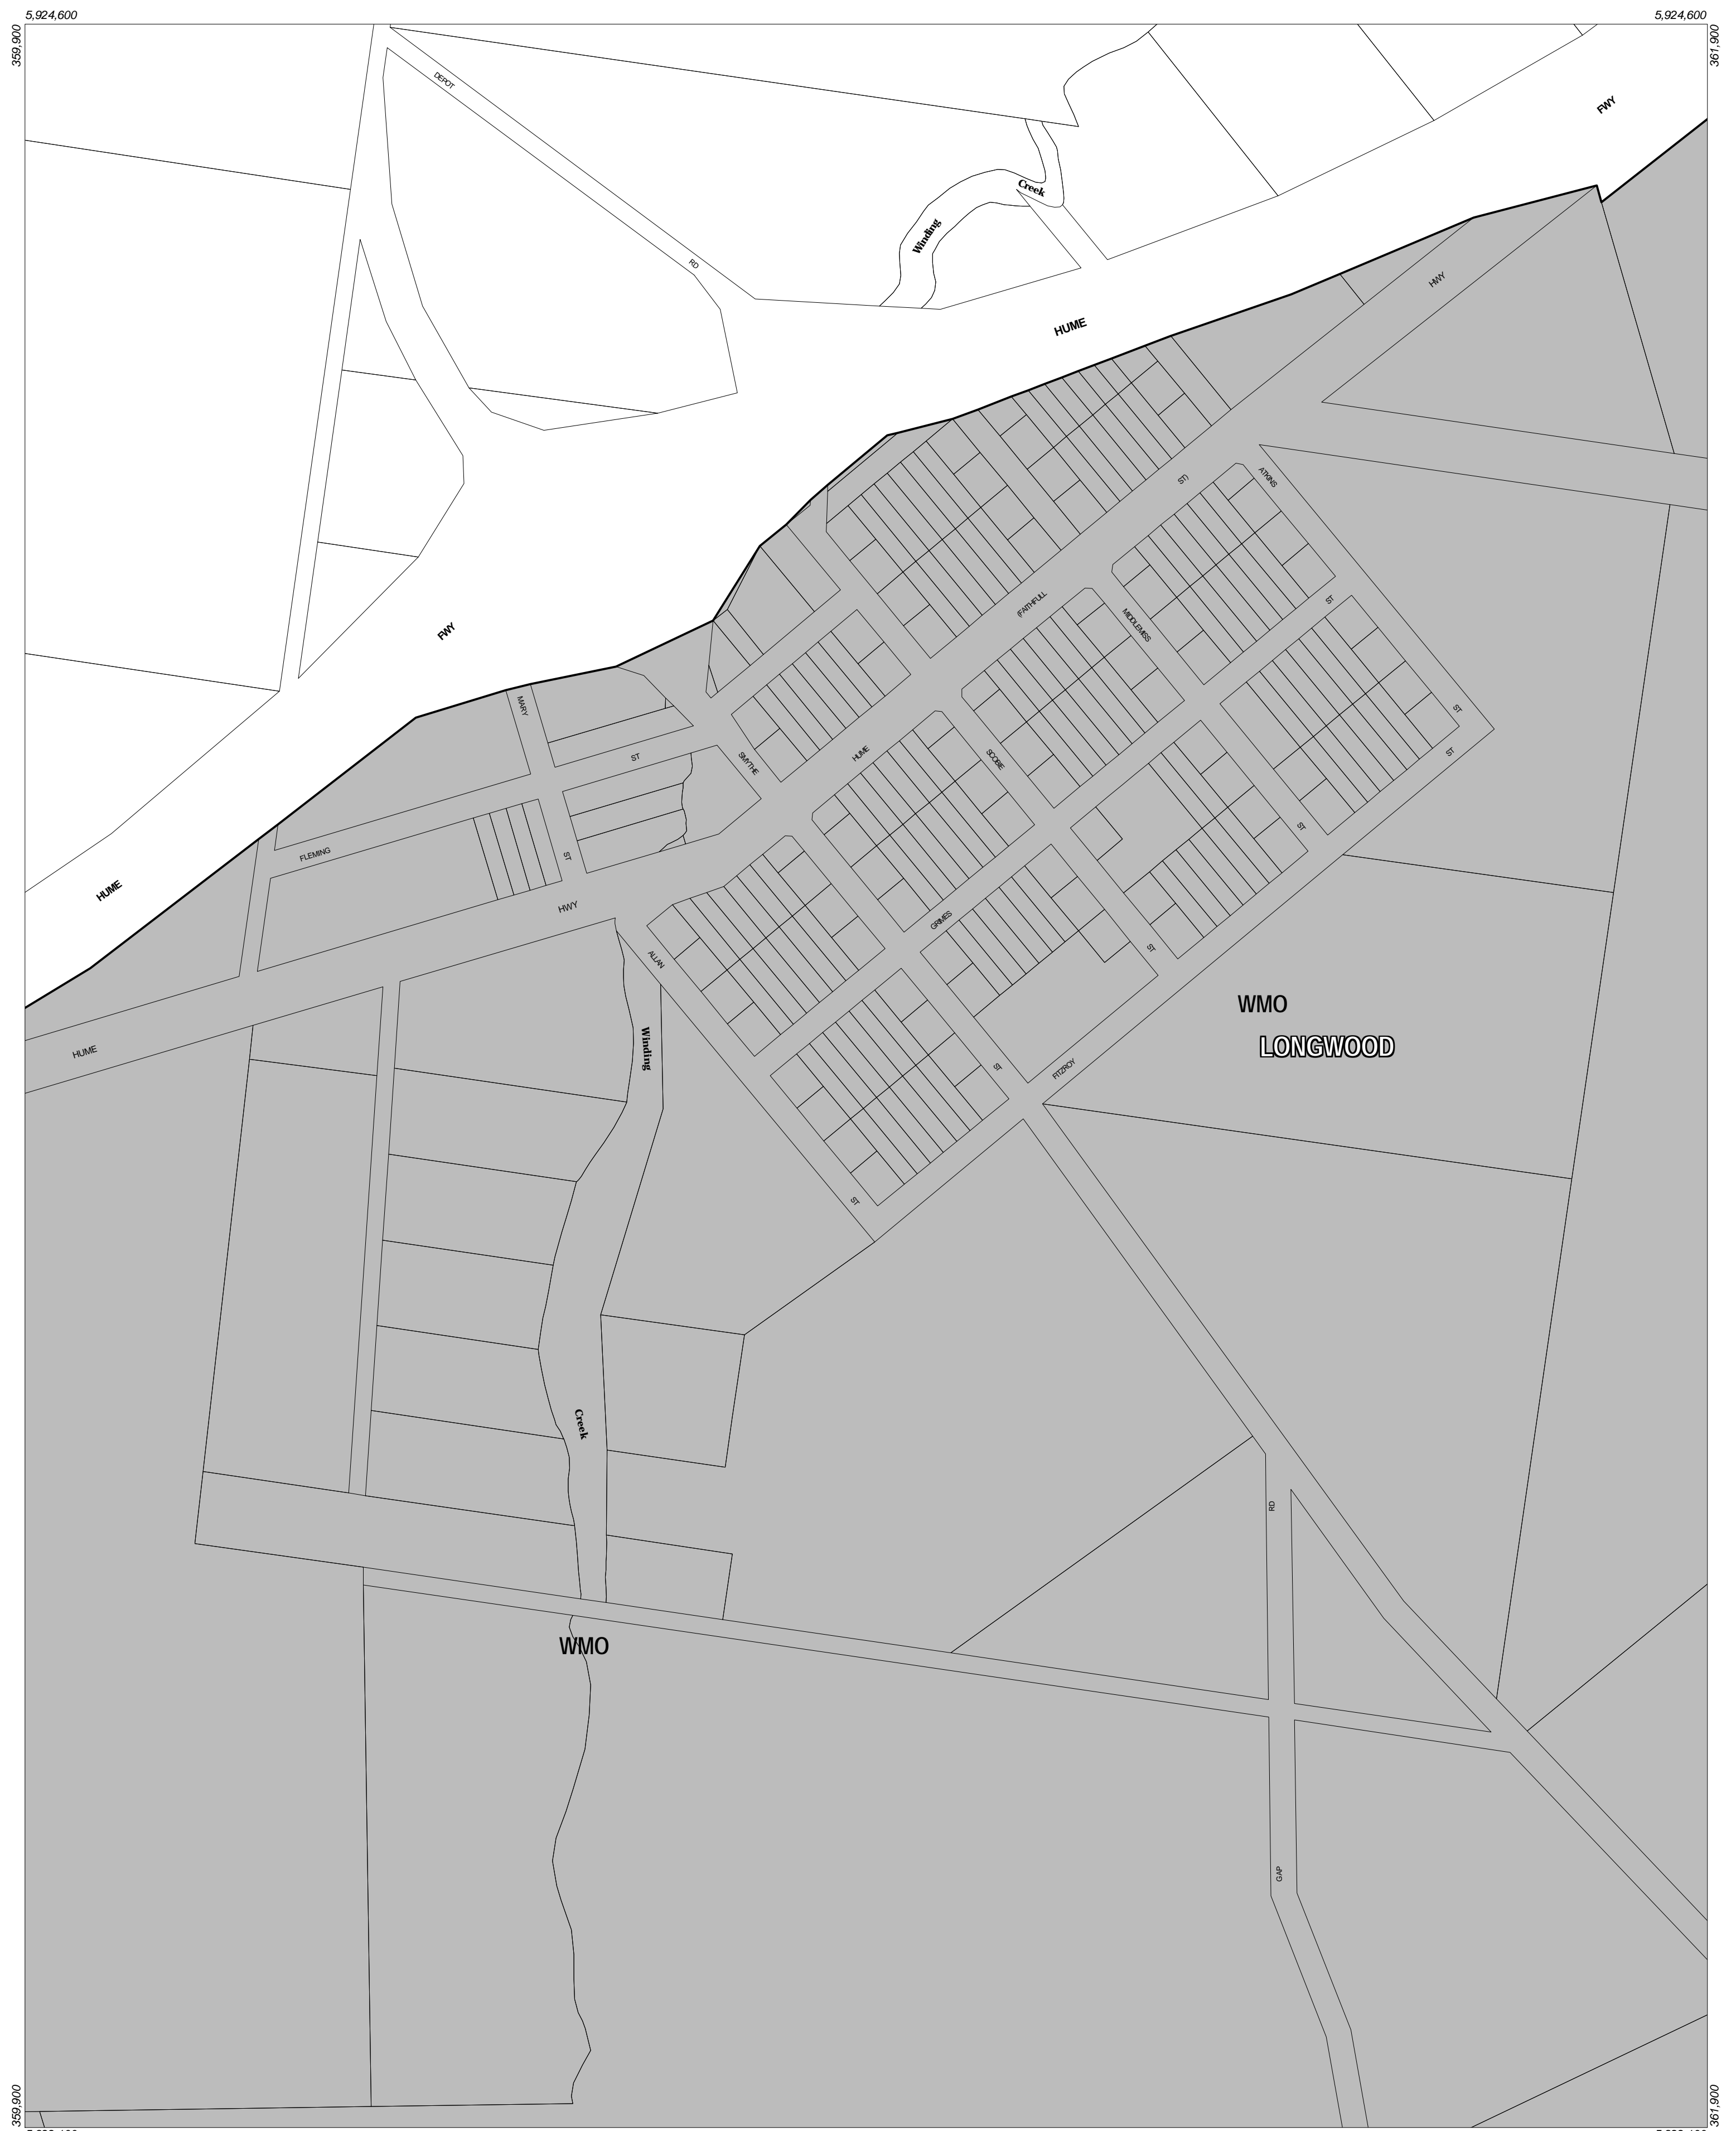 5,924,600
5,924,600
359,900
361,900
DEPOT
FWY
Creek
Winding
RD
HWY
HUME
ST)
ATKINS
(FAITHFULL
MIDDLEMISS
ST
FWY
MARY
ST
SMYTHE
HUME
SCOBIE
ST
ST
FLEMING
ST
ST
HUME
HWY
GRIMES
ALLAN
ST
WMO
LONGWOOD
HUME
Winding
ST
FITZROY
ST
Creek
RD
WMO
GAP
359,900
361,900